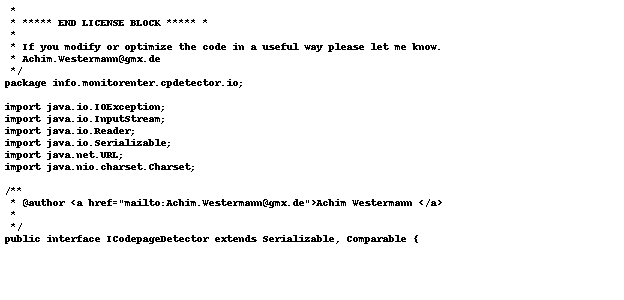 *
* ***** END LICENSE BLOCK ***** *
*
* If you modify or optimize the code in a useful way please let me know.
* Achim.Westermann@gmx.de
*/
package info.monitorenter.cpdetector.io;
import java.io.IOException;
import java.io.InputStream;
import java.io.Reader;
import java.io.Serializable;
import java.net.URL;
import java.nio.charset.Charset;
/**
* @author <a href="mailto:Achim.Westermann@gmx.de">Achim Westermann </a>
*
*/
public interface ICodepageDetector extends Serializable, Comparable {